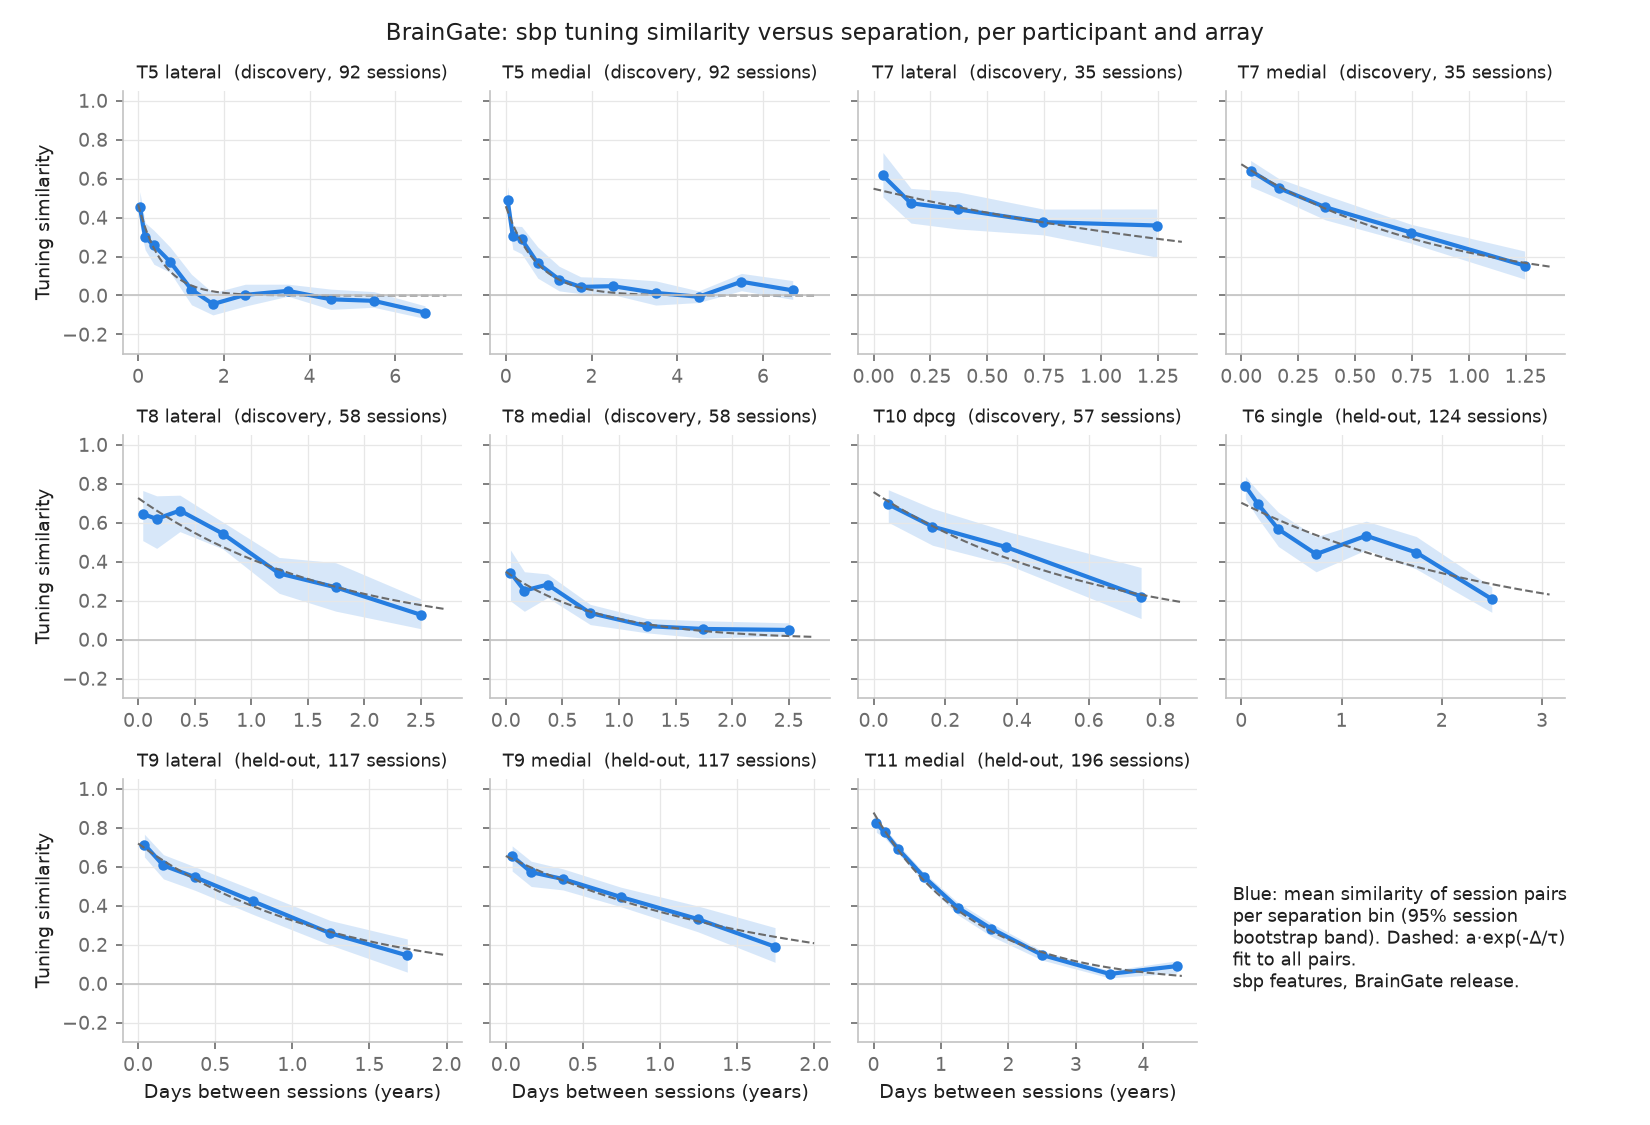 BrainGate: sbp tuning similarity versus separation, per participant and array
T5 lateral  (discovery, 92 sessions)
T5 medial  (discovery, 92 sessions)
T7 lateral  (discovery, 35 sessions)
T7 medial  (discovery, 35 sessions)
Tuning similarity
1.0
0.8
0.6
0.4
0.2
0.0
−0.2
0 2 4 6
0 2 4 6
0.00 0.25 0.50 0.75 1.00 1.25
0.00 0.25 0.50 0.75 1.00 1.25
T8 lateral  (discovery, 58 sessions)
T8 medial  (discovery, 58 sessions)
T10 dpcg  (discovery, 57 sessions)
T6 single  (held-out, 124 sessions)
Tuning similarity
1.0
0.8
0.6
0.4
0.2
0.0
−0.2
0.0 0.5 1.0 1.5 2.0 2.5
0.0 0.5 1.0 1.5 2.0 2.5
0.0 0.2 0.4 0.6 0.8
0 1 2 3
T9 lateral  (held-out, 117 sessions)
T9 medial  (held-out, 117 sessions)
T11 medial  (held-out, 196 sessions)
Tuning similarity
1.0
0.8
0.6
0.4
0.2
0.0
−0.2
0.0 0.5 1.0 1.5 2.0
0.0 0.5 1.0 1.5 2.0
0 1 2 3 4
Days between sessions (years)
Days between sessions (years)
Days between sessions (years)
Blue: mean similarity of session pairs
per separation bin (95% session
bootstrap band). Dashed: a·exp(-Δ/τ)
fit to all pairs.
sbp features, BrainGate release.